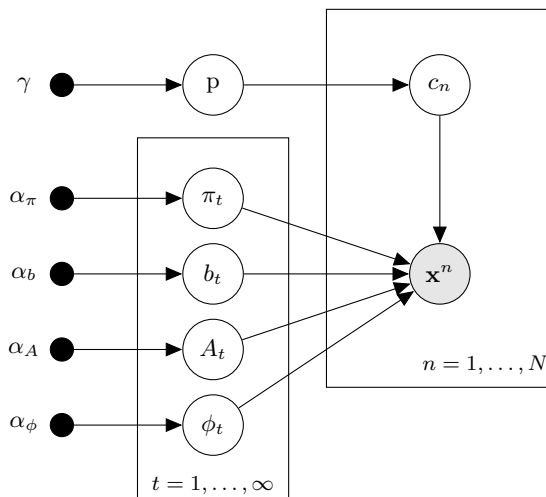 γ p c_n
α_π π_t
α_b b_t x^n
α_A A_t
n = 1, . . . , N
α_ϕ ϕ_t
t = 1, . . . , ∞